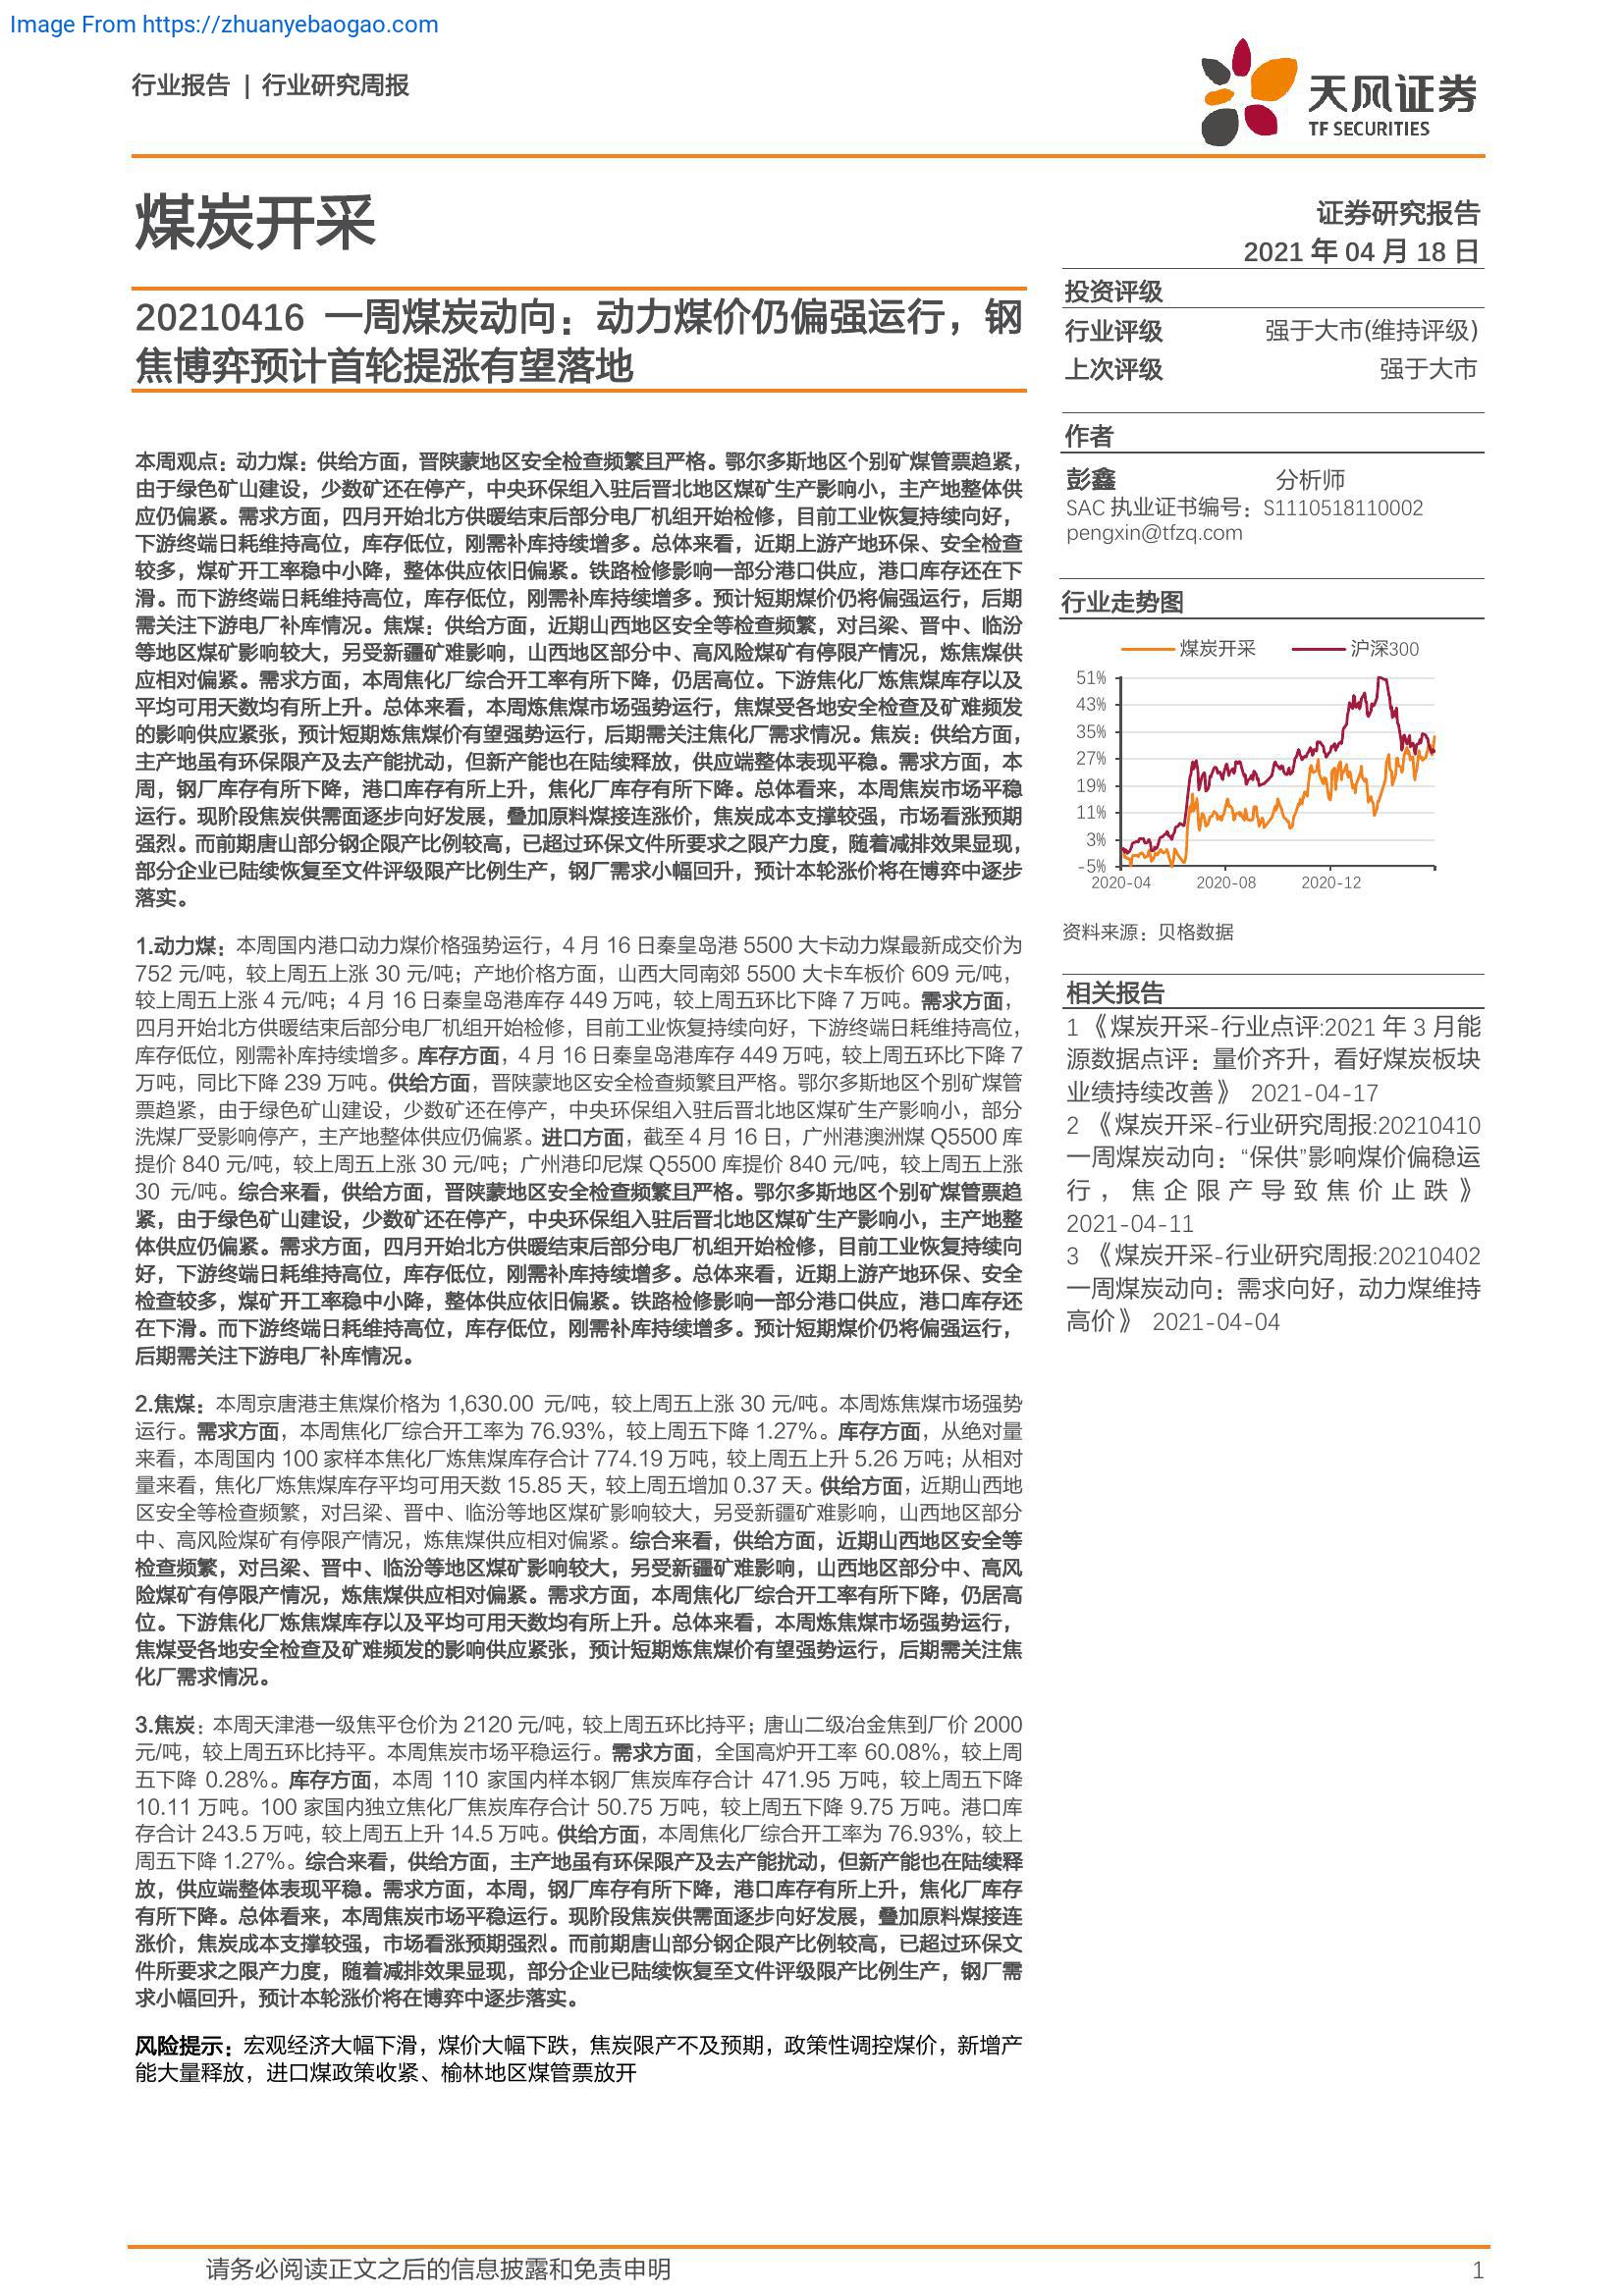 Image From https://zhuanyebaogao.com
行业报告 | 行业研究周报
天风证券
TF SECURITIES
煤炭开采
证券研究报告
2021 年 04 月 18 日
20210416 一周煤炭动向：动力煤价仍偏强运行，钢
焦博弈预计首轮提涨有望落地
投资评级
行业评级 强于大市(维持评级)
上次评级 强于大市
作者
彭鑫 分析师
SAC 执业证书编号：S1110518110002
pengxin@tfzq.com
行业走势图
煤炭开采 沪深300
51%
43%
35%
27%
19%
11%
3%
-5%
2020-04 2020-08 2020-12
资料来源：贝格数据
相关报告
1 《煤炭开采-行业点评:2021 年 3 月能
源数据点评：量价齐升，看好煤炭板块
业绩持续改善》 2021-04-17
2 《煤炭开采-行业研究周报:20210410
一周煤炭动向：“保供”影响煤价偏稳运
行，焦企限产导致焦价止跌》
2021-04-11
3 《煤炭开采-行业研究周报:20210402
一周煤炭动向：需求向好，动力煤维持
高价》 2021-04-04
本周观点：动力煤：供给方面，晋陕蒙地区安全检查频繁且严格。鄂尔多斯地区个别矿煤管票趋紧，
由于绿色矿山建设，少数矿还在停产，中央环保组入驻后晋北地区煤矿生产影响小，主产地整体供
应仍偏紧。需求方面，四月开始北方供暖结束后部分电厂机组开始检修，目前工业恢复持续向好，
下游终端日耗维持高位，库存低位，刚需补库持续增多。总体来看，近期上游产地环保、安全检查
较多，煤矿开工率稳中小降，整体供应依旧偏紧。铁路检修影响一部分港口供应，港口库存还在下
滑。而下游终端日耗维持高位，库存低位，刚需补库持续增多。预计短期煤价仍将偏强运行，后期
需关注下游电厂补库情况。焦煤：供给方面，近期山西地区安全等检查频繁，对吕梁、晋中、临汾
等地区煤矿影响较大，另受新疆矿难影响，山西地区部分中、高风险煤矿有停限产情况，炼焦煤供
应相对偏紧。需求方面，本周焦化厂综合开工率有所下降，仍居高位。下游焦化厂炼焦煤库存以及
平均可用天数均有所上升。总体来看，本周炼焦煤市场强势运行，焦煤受各地安全检查及矿难频发
的影响供应紧张，预计短期炼焦煤价有望强势运行，后期需关注焦化厂需求情况。焦炭：供给方面，
主产地虽有环保限产及去产能扰动，但新产能也在陆续释放，供应端整体表现平稳。需求方面，本
周，钢厂库存有所下降，港口库存有所上升，焦化厂库存有所下降。总体看来，本周焦炭市场平稳
运行。现阶段焦炭供需面逐步向好发展，叠加原料煤接连涨价，焦炭成本支撑较强，市场看涨预期
强烈。而前期唐山部分钢企限产比例较高，已超过环保文件所要求之限产力度，随着减排效果显现，
部分企业已陆续恢复至文件评级限产比例生产，钢厂需求小幅回升，预计本轮涨价将在博弈中逐步
落实。
1.动力煤：本周国内港口动力煤价格强势运行，4 月 16 日秦皇岛港 5500 大卡动力煤最新成交价为
752 元/吨，较上周五上涨 30 元/吨；产地价格方面，山西大同南郊 5500 大卡车板价 609 元/吨，
较上周五上涨 4 元/吨；4 月 16 日秦皇岛港库存 449 万吨，较上周五环比下降 7 万吨。需求方面，
四月开始北方供暖结束后部分电厂机组开始检修，目前工业恢复持续向好，下游终端日耗维持高位，
库存低位，刚需补库持续增多。库存方面，4 月 16 日秦皇岛港库存 449 万吨，较上周五环比下降 7
万吨，同比下降 239 万吨。供给方面，晋陕蒙地区安全检查频繁且严格。鄂尔多斯地区个别矿煤管
票趋紧，由于绿色矿山建设，少数矿还在停产，中央环保组入驻后晋北地区煤矿生产影响小，部分
洗煤厂受影响停产，主产地整体供应仍偏紧。进口方面，截至 4 月 16 日，广州港澳洲煤 Q5500 库
提价 840 元/吨，较上周五上涨 30 元/吨；广州港印尼煤 Q5500 库提价 840 元/吨，较上周五上涨
30 元/吨。综合来看，供给方面，晋陕蒙地区安全检查频繁且严格。鄂尔多斯地区个别矿煤管票趋
紧，由于绿色矿山建设，少数矿还在停产，中央环保组入驻后晋北地区煤矿生产影响小，主产地整
体供应仍偏紧。需求方面，四月开始北方供暖结束后部分电厂机组开始检修，目前工业恢复持续向
好，下游终端日耗维持高位，库存低位，刚需补库持续增多。总体来看，近期上游产地环保、安全
检查较多，煤矿开工率稳中小降，整体供应依旧偏紧。铁路检修影响一部分港口供应，港口库存还
在下滑。而下游终端日耗维持高位，库存低位，刚需补库持续增多。预计短期煤价仍将偏强运行，
后期需关注下游电厂补库情况。
2.焦煤：本周京唐港主焦煤价格为 1,630.00 元/吨，较上周五上涨 30 元/吨。本周炼焦煤市场强势
运行。需求方面，本周焦化厂综合开工率为 76.93%，较上周五下降 1.27%。库存方面，从绝对量
来看，本周国内 100 家样本焦化厂炼焦煤库存合计 774.19 万吨，较上周五上升 5.26 万吨；从相对
量来看，焦化厂炼焦煤库存平均可用天数 15.85 天，较上周五增加 0.37 天。供给方面，近期山西地
区安全等检查频繁，对吕梁、晋中、临汾等地区煤矿影响较大，另受新疆矿难影响，山西地区部分
中、高风险煤矿有停限产情况，炼焦煤供应相对偏紧。综合来看，供给方面，近期山西地区安全等
检查频繁，对吕梁、晋中、临汾等地区煤矿影响较大，另受新疆矿难影响，山西地区部分中、高风
险煤矿有停限产情况，炼焦煤供应相对偏紧。需求方面，本周焦化厂综合开工率有所下降，仍居高
位。下游焦化厂炼焦煤库存以及平均可用天数均有所上升。总体来看，本周炼焦煤市场强势运行，
焦煤受各地安全检查及矿难频发的影响供应紧张，预计短期炼焦煤价有望强势运行，后期需关注焦
化厂需求情况。
3.焦炭：本周天津港一级焦平仓价为 2120 元/吨，较上周五环比持平；唐山二级冶金焦到厂价 2000
元/吨，较上周五环比持平。本周焦炭市场平稳运行。需求方面，全国高炉开工率 60.08%，较上周
五下降 0.28%。库存方面，本周 110 家国内样本钢厂焦炭库存合计 471.95 万吨，较上周五下降
10.11 万吨。100 家国内独立焦化厂焦炭库存合计 50.75 万吨，较上周五下降 9.75 万吨。港口库
存合计 243.5 万吨，较上周五上升 14.5 万吨。供给方面，本周焦化厂综合开工率为 76.93%，较上
周五下降 1.27%。综合来看，供给方面，主产地虽有环保限产及去产能扰动，但新产能也在陆续释
放，供应端整体表现平稳。需求方面，本周，钢厂库存有所下降，港口库存有所上升，焦化厂库存
有所下降。总体看来，本周焦炭市场平稳运行。现阶段焦炭供需面逐步向好发展，叠加原料煤接连
涨价，焦炭成本支撑较强，市场看涨预期强烈。而前期唐山部分钢企限产比例较高，已超过环保文
件所要求之限产力度，随着减排效果显现，部分企业已陆续恢复至文件评级限产比例生产，钢厂需
求小幅回升，预计本轮涨价将在博弈中逐步落实。
风险提示：宏观经济大幅下滑，煤价大幅下跌，焦炭限产不及预期，政策性调控煤价，新增产
能大量释放，进口煤政策收紧、榆林地区煤管票放开
请务必阅读正文之后的信息披露和免责申明 1